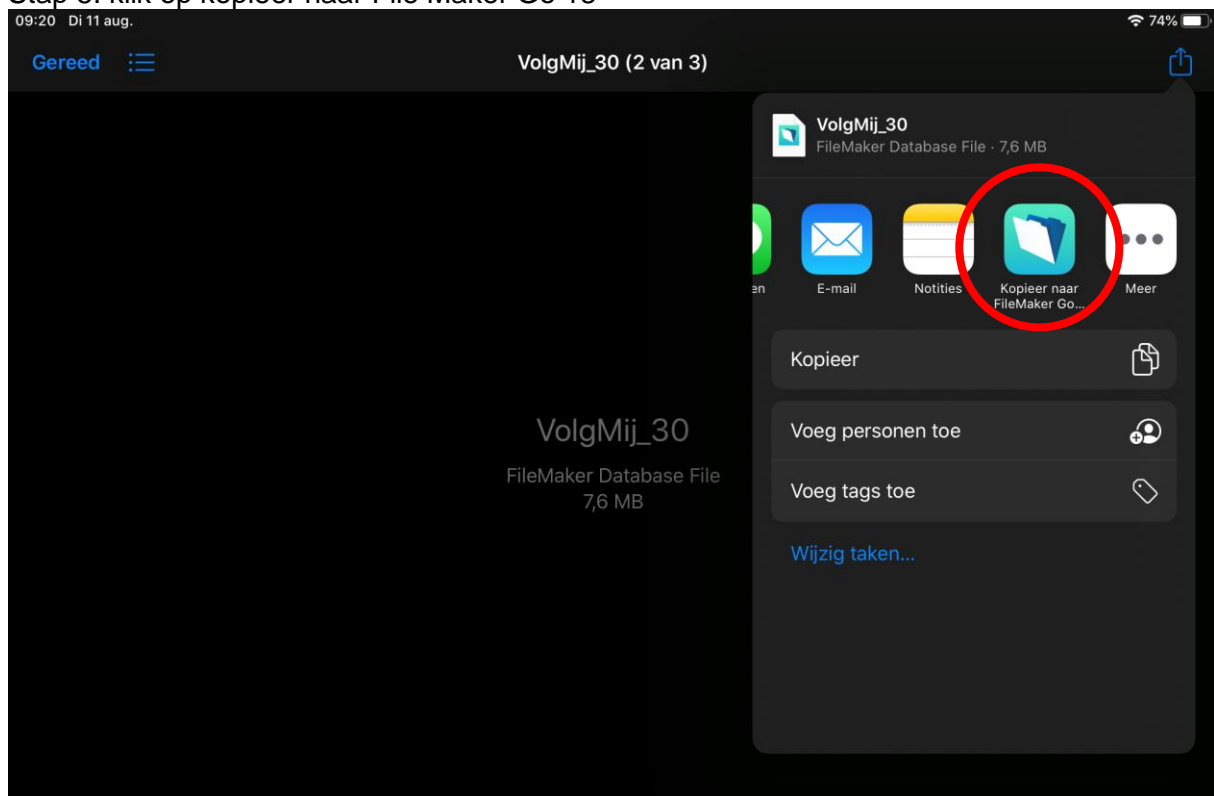 09:20 Di 11 aug.
74%
Gereed
VolgMij_30 (2 van 3)
VolgMij_30
FileMaker Database File · 7,6 MB
en
E-mail
Notities
Kopieer naar
FileMaker Go...
Meer
Kopieer
VolgMij_30
FileMaker Database File
7,6 MB
Voeg personen toe
Voeg tags toe
Wijzig taken...